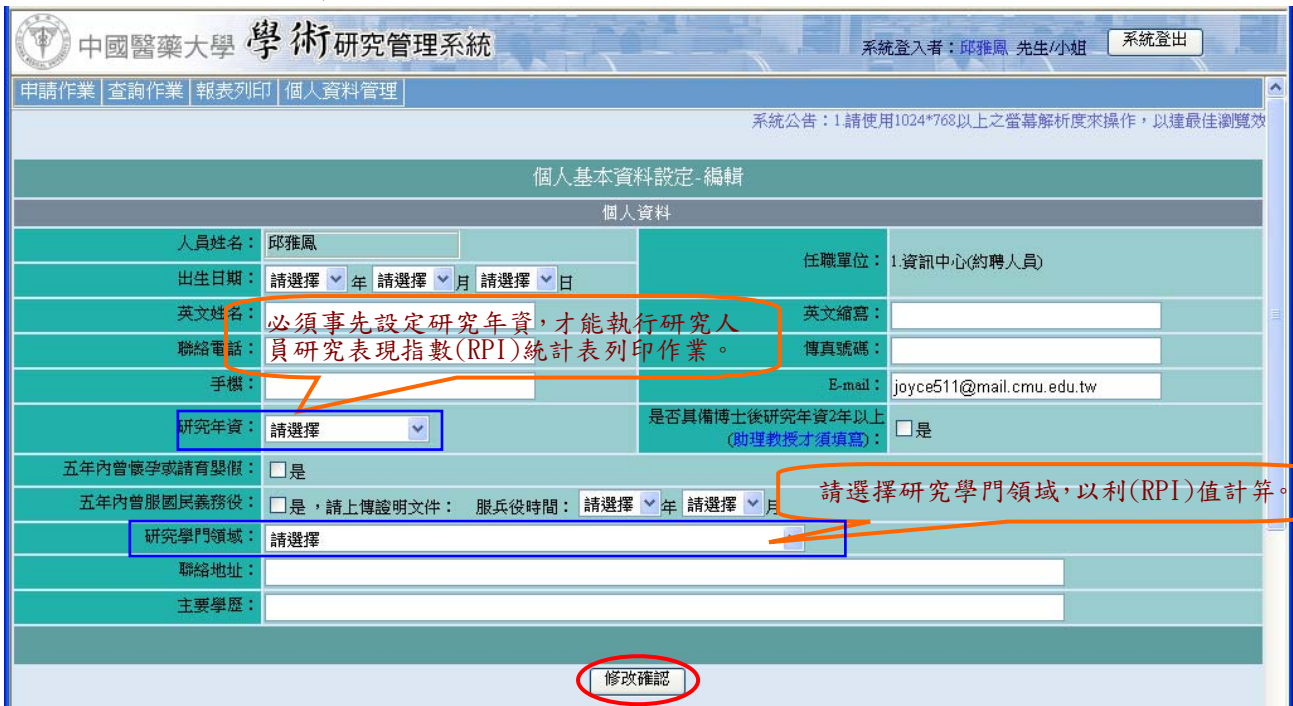 中國醫藥大學 學術研究管理系統
系統登入者：邱雅鳳 先生/小姐 系統登出
申請作業 查詢作業 報表列印 個人資料管理
系統公告：1.請使用1024*768以上之螢幕解析度來操作，以達最佳瀏覽效
個人基本資料設定-編輯
個人資料
人員姓名： 邱雅鳳
任職單位： 1.資訊中心(約聘人員)
出生日期： 請選擇 年 請選擇 月 請選擇 日
英文姓名：
英文縮寫：
必須事先設定研究年資，才能執行研究人
員研究表現指數(RPI)統計表列印作業。
聯絡電話：
傳真號碼：
手機：
E-mail： joyce511@mail.cmu.edu.tw
研究年資： 請選擇
是否具備博士後研究年資2年以上
(助理教授才須填寫)： 是
五年內曾懷孕或請育嬰假： 是
請選擇研究學門領域，以利(RPI)值計算。
五年內曾服國民義務役： 是，請上傳證明文件： 服兵役時間： 請選擇 年 請選擇 月
研究學門領域： 請選擇
聯絡地址：
主要學歷：
修改確認